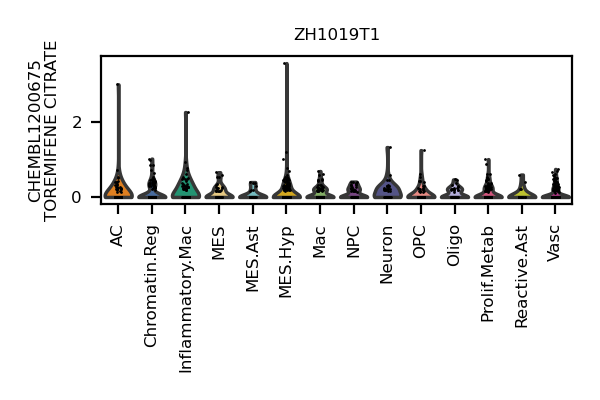 ZH1019T1
CHEMBL1200675
TOREMIFENE CITRATE
2
0
AC
Chromatin.Reg
Inflammatory.Mac
MES
MES.Ast
MES.Hyp
Mac
NPC
Neuron
OPC
Oligo
Prolif.Metab
Reactive.Ast
Vasc